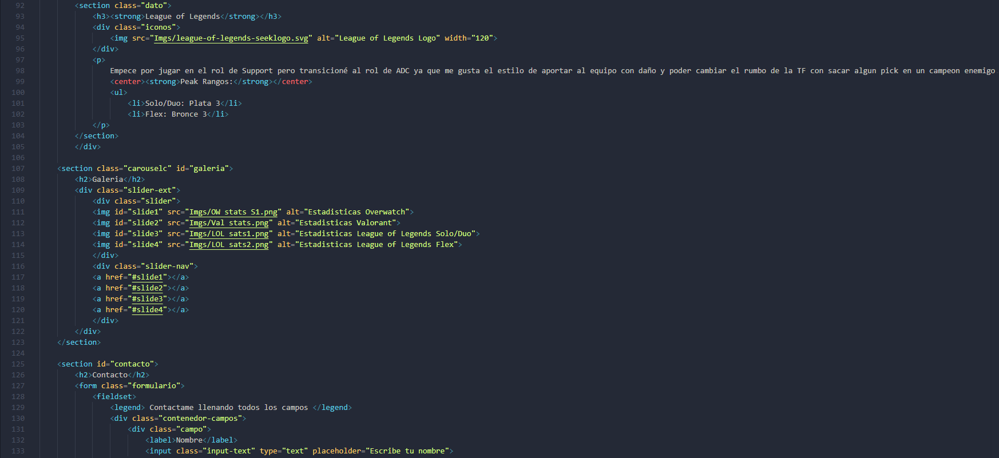 92 <section class="dato">
93 <h3><strong>League of Legends</strong></h3>
94 <div class="iconos">
95 <img src="Imgs/league-of-legends-seeklogo.svg" alt="League of Legends Logo" width="120">
96 </div>
97 <p>
98 Empece por jugar en el rol de Support pero transicioné al rol de ADC ya que me gusta el estilo de aportar al equipo con daño y poder cambiar el rumbo de la TF con sacar algun pick en un campeon enemigo
99 <center><strong>Peak Rangos:</strong></center>
100 <ul>
101 <li>Solo/Duo: Plata 3</li>
102 <li>Flex: Bronce 3</li>
103 </p>
104 </section>
105 </div>
106
107 <section class="carouselc" id="galeria">
108 <h2>Galeria</h2>
109 <div class="slider-ext">
110 <div class="slider">
111 <img id="slide1" src="Imgs/OW stats S1.png" alt="Estadisticas Overwatch">
112 <img id="slide2" src="Imgs/Val stats.png" alt="Estadisticas Valorant">
113 <img id="slide3" src="Imgs/LOL sats1.png" alt="Estadisticas League of Legends Solo/Duo">
114 <img id="slide4" src="Imgs/LOL sats2.png" alt="Estadisticas League of Legends Flex">
115 </div>
116 <div class="slider-nav">
117 <a href="#slide1"></a>
118 <a href="#slide2"></a>
119 <a href="#slide3"></a>
120 <a href="#slide4"></a>
121 </div>
122 </div>
123 </section>
124
125 <section id="contacto">
126 <h2>Contacto</h2>
127 <form class="formulario">
128 <fieldset>
129 <legend> Contactame llenando todos los campos </legend>
130 <div class="contenedor-campos">
131 <div class="campo">
132 <label>Nombre</label>
133 <input class="input-text" type="text" placeholder="Escribe tu nombre">